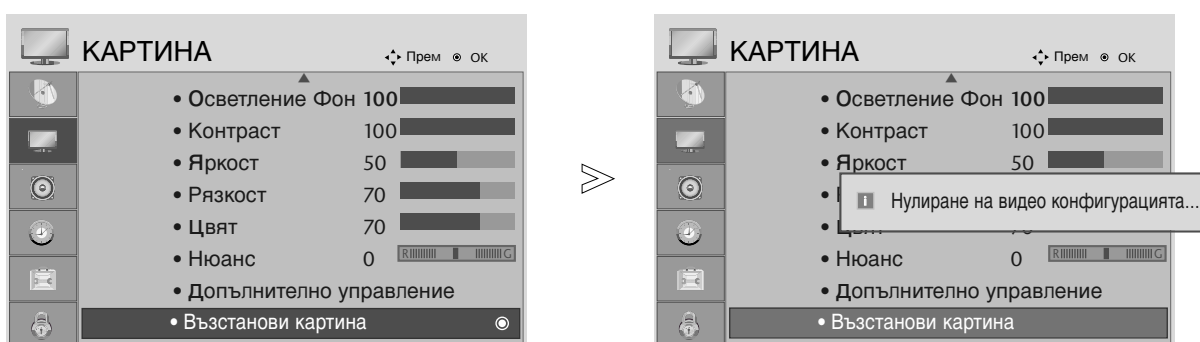 КАРТИНА Прем ОК
• Осветление Фон 100
• Контраст 100
• Яркост 50
• Рязкост 70
• Цвят 70
• Нюанс 0 R G
• Допълнително управление
• Възстанови картина
>
КАРТИНА Прем ОК
• Осветление Фон 100
• Контраст 100
• Яркост 50
Нулиране на видео конфигурацията...
• Нюанс 0 R G
• Допълнително управление
• Възстанови картина